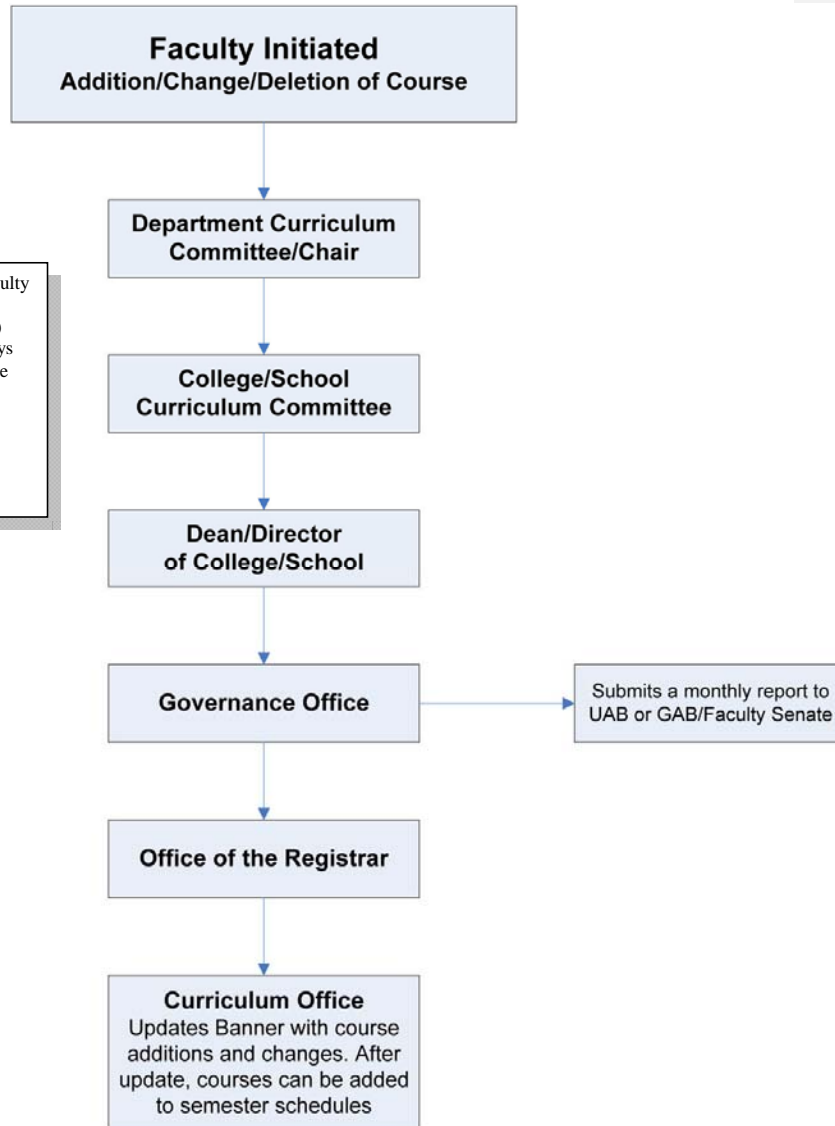 Faculty Initiated
Addition/Change/Deletion of Course
Department Curriculum
Committee/Chair
College/School
Curriculum Committee
Dean/Director
of College/School
Governance Office
Submits a monthly report to
UAB or GAB/Faculty Senate
Office of the Registrar
Curriculum Office
Updates Banner with course
additions and changes. After
update, courses can be added
to semester schedules